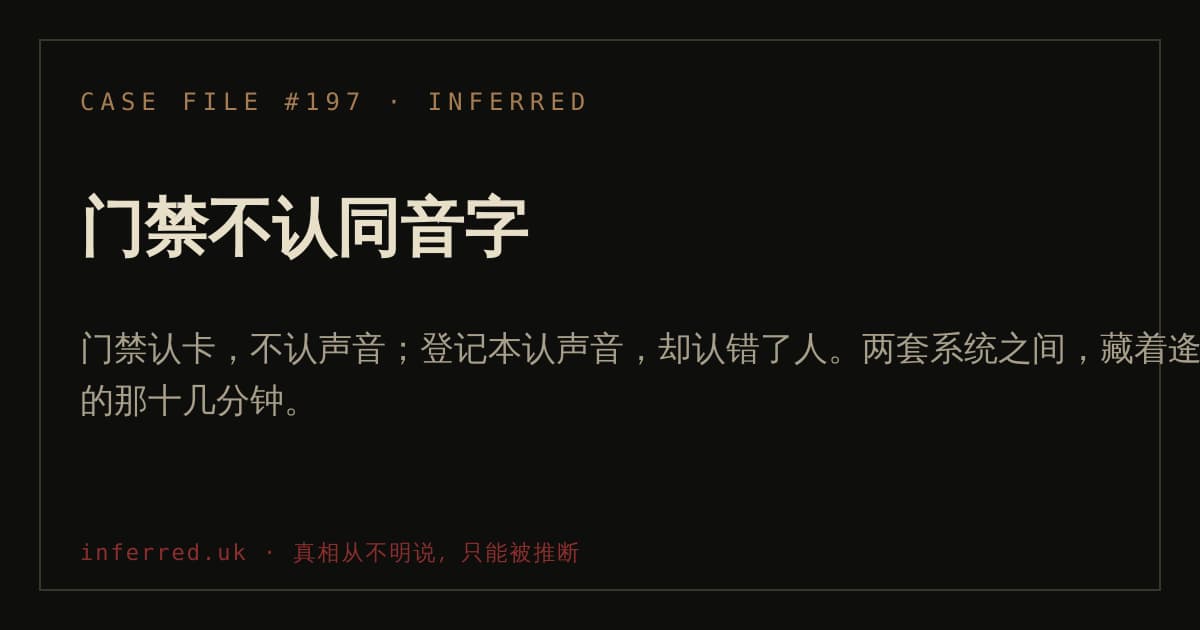 CASE FILE #197 · INFERRED
门禁不认同音字
门禁认卡，不认声音；登记本认声音，却认错了人。两套系统之间，藏着逄
的那十几分钟。
inferred.uk · 真相从不明说，只能被推断